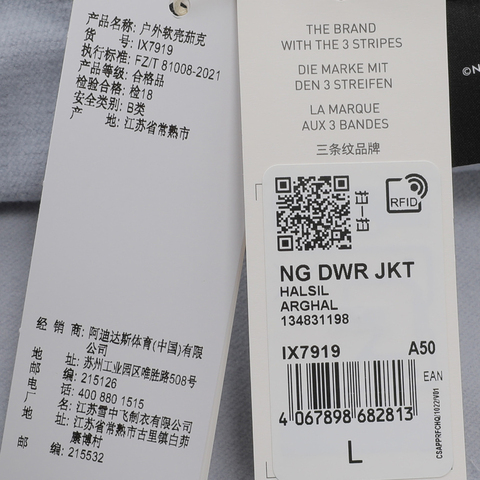 产品名称: 户外软壳茄克
货 号: IX7919
执行标准: FZ/T 81008-2021
产品等级: 合格品
检验合格: 检18
安全类别: B类
产 地: 江苏省常熟市
经 销 商: 阿迪达斯体育(中国)有限
公司
地 址: 苏州工业园区唯胜路508号
邮 编: 215126
电 话: 400 880 1515
厂 名: 江苏雪中飞制衣有限公司
地 址: 江苏省常熟市古里镇白茆
康博村
邮 编: 215532
THE BRAND
WITH THE 3 STRIPES
DIE MARKE MIT
DEN 3 STREIFEN
LA MARQUE
AUX 3 BANDES
三条纹品牌
RFID
NG DWR JKT
HALSIL
ARGHAL
134831198
IX7919 A50
EAN
4 067898 682813
L
CSAPPRFCHQ/1022V01
©N